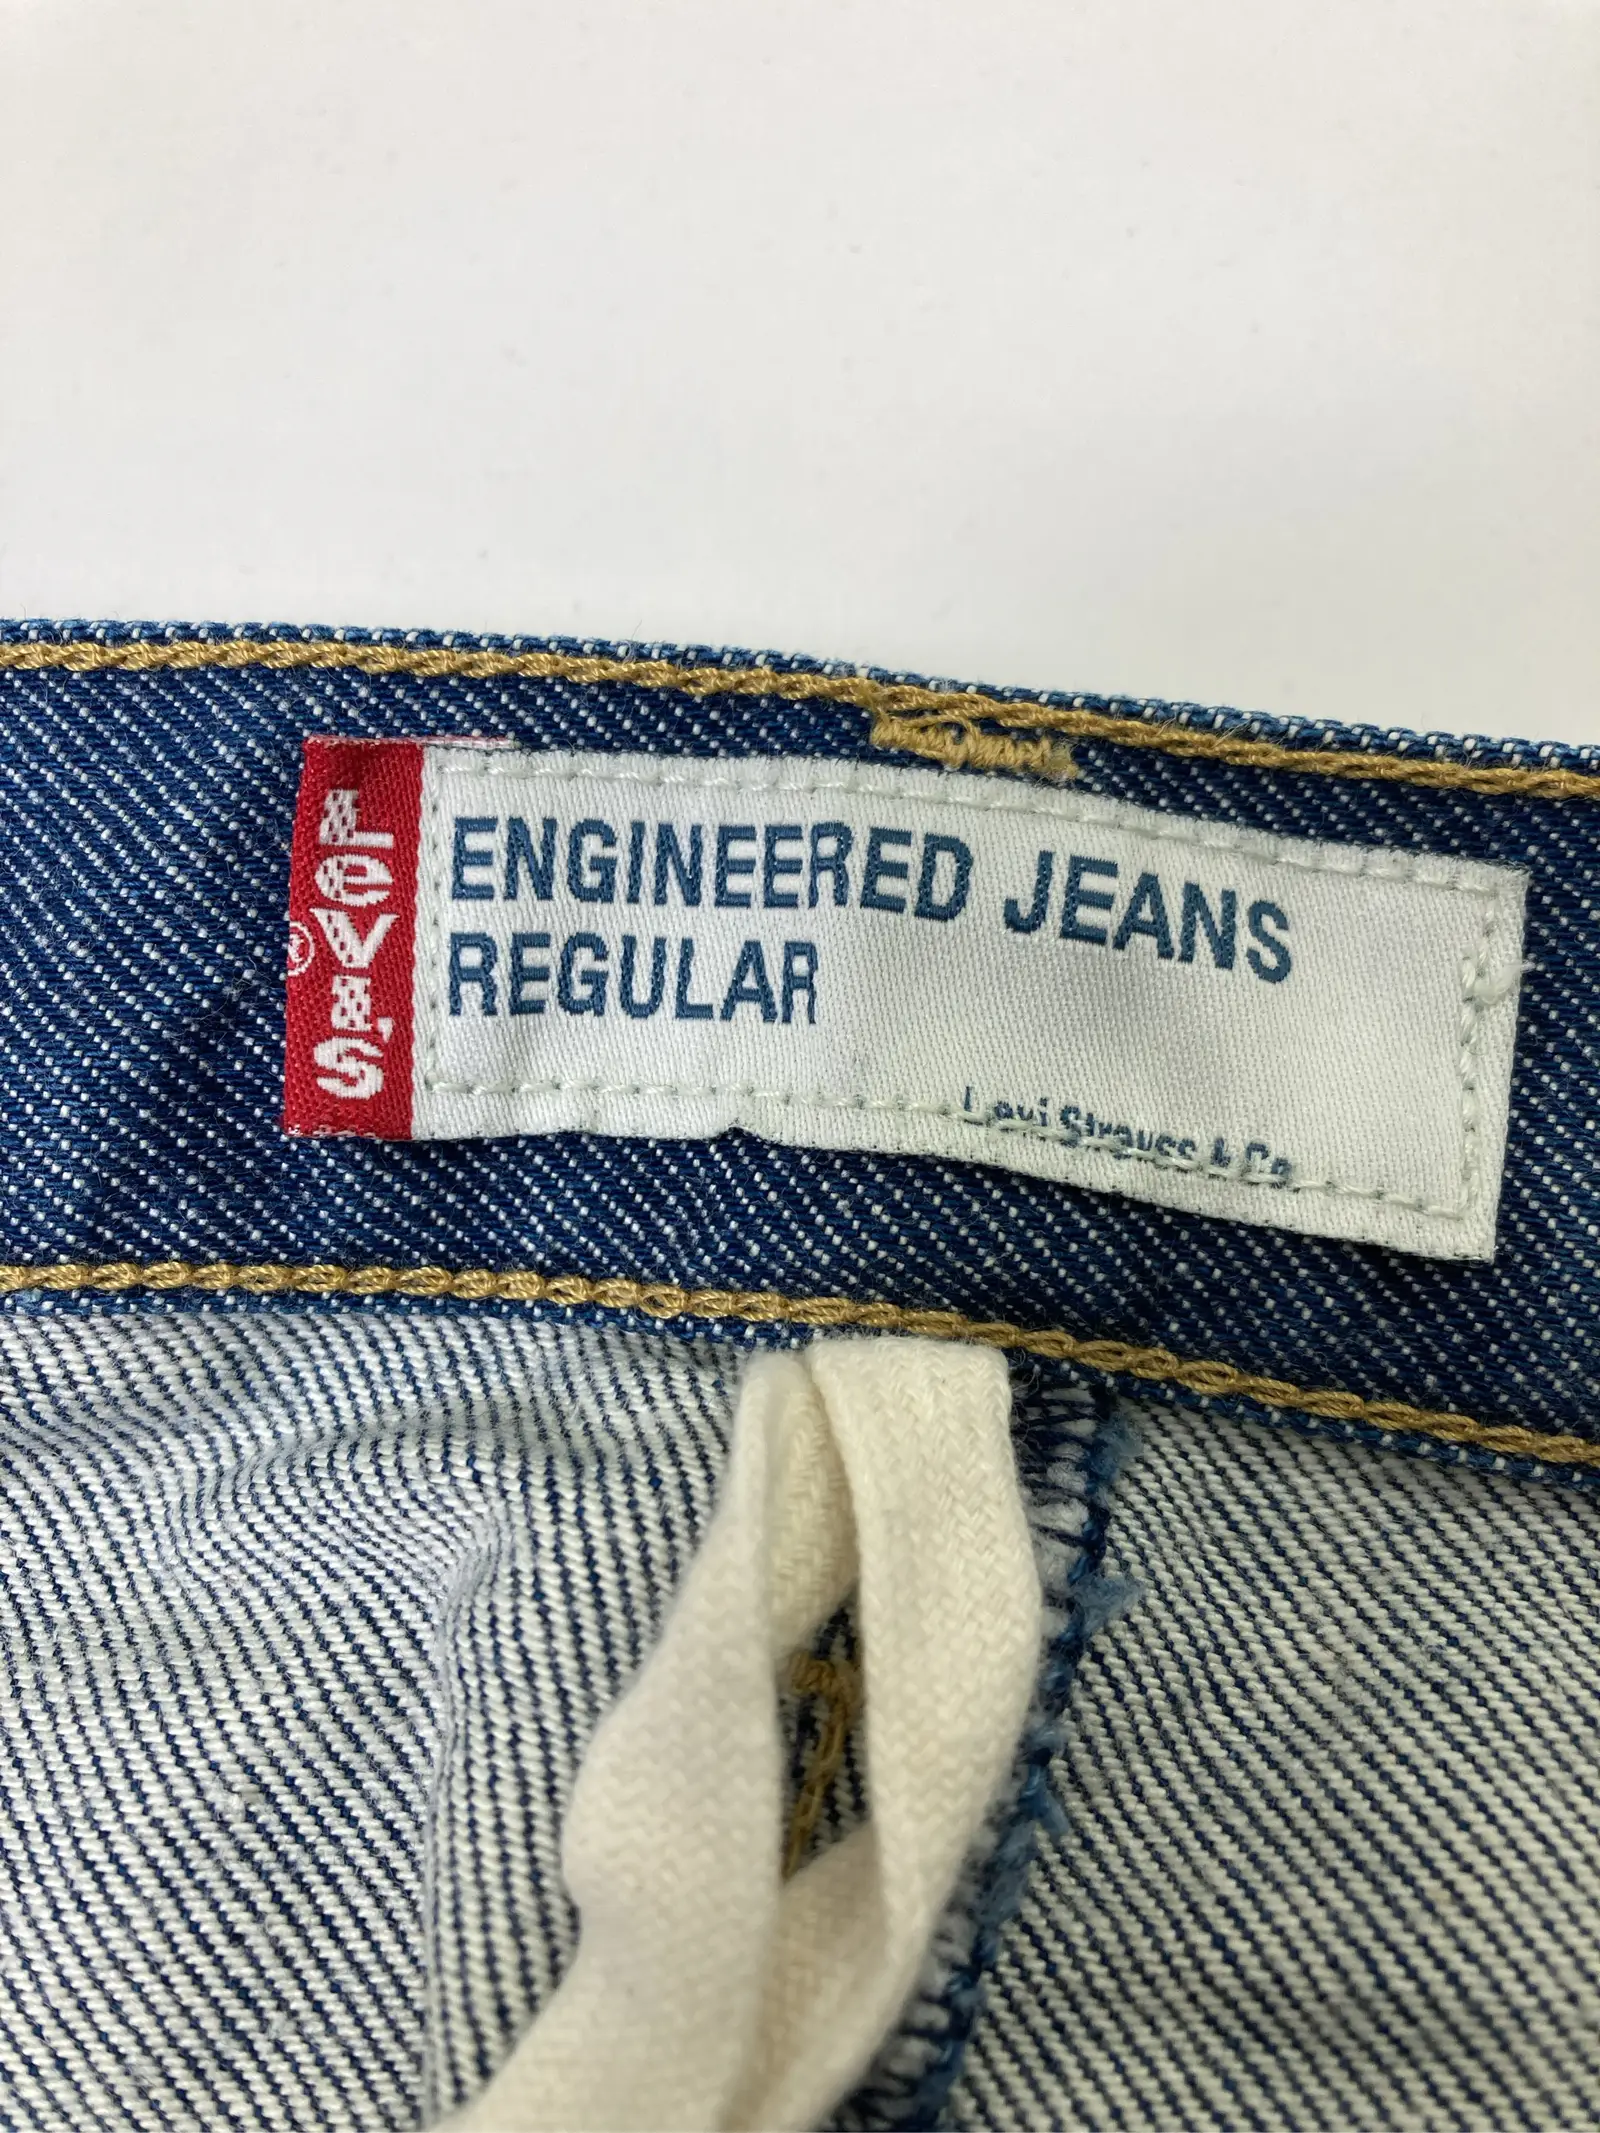 LEVI'S
®
ENGINEERED JEANS
REGULAR
Levi Strauss & Co.